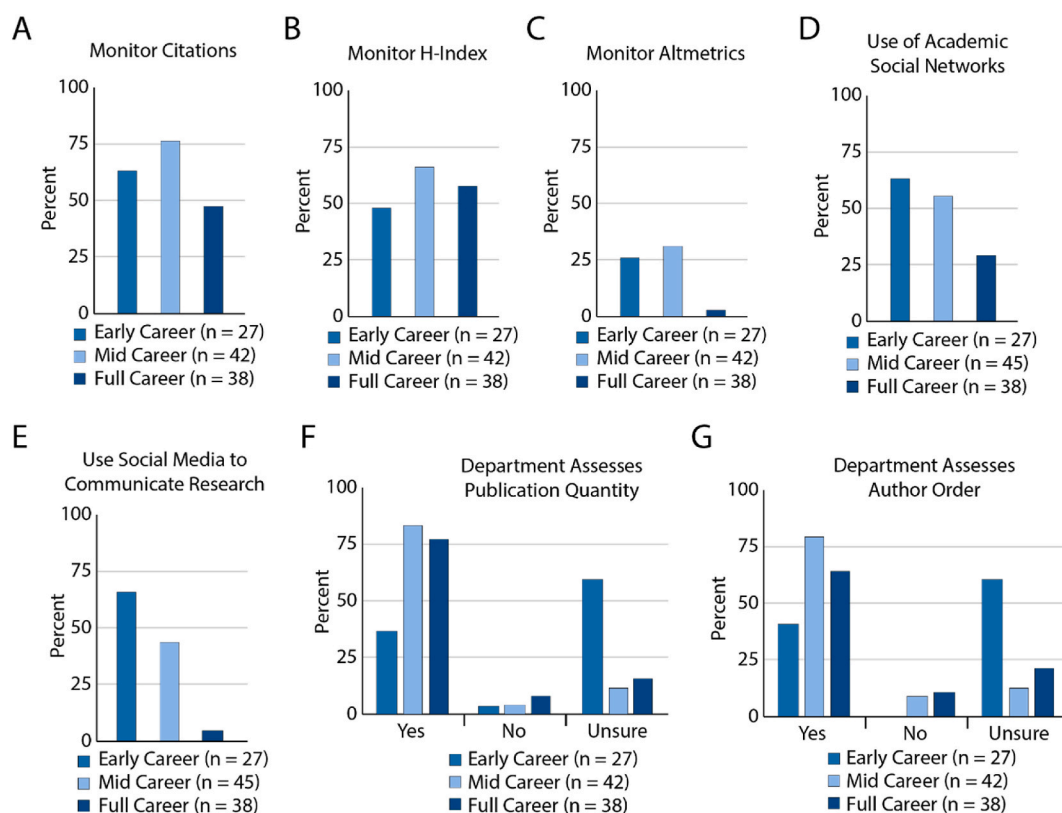 A
Monitor Citations
100
75
50
25
0
Percent
Early Career (n = 27)
Mid Career (n = 42)
Full Career (n = 38)
B
Monitor H-Index
100
75
50
25
0
Percent
Early Career (n = 27)
Mid Career (n = 42)
Full Career (n = 38)
C
Monitor Altmetrics
100
75
50
25
0
Percent
Early Career (n = 27)
Mid Career (n = 42)
Full Career (n = 38)
D
Use of Academic
Social Networks
100
75
50
25
0
Percent
Early Career (n = 27)
Mid Career (n = 45)
Full Career (n = 38)
E
Use Social Media to
Communicate Research
100
75
50
25
0
Percent
Early Career (n = 27)
Mid Career (n = 45)
Full Career (n = 38)
F
Department Assesses
Publication Quantity
100
75
50
25
0
Percent
Yes No Unsure
Early Career (n = 27)
Mid Career (n = 42)
Full Career (n = 38)
G
Department Assesses
Author Order
100
75
50
25
0
Percent
Yes No Unsure
Early Career (n = 27)
Mid Career (n = 42)
Full Career (n = 38)